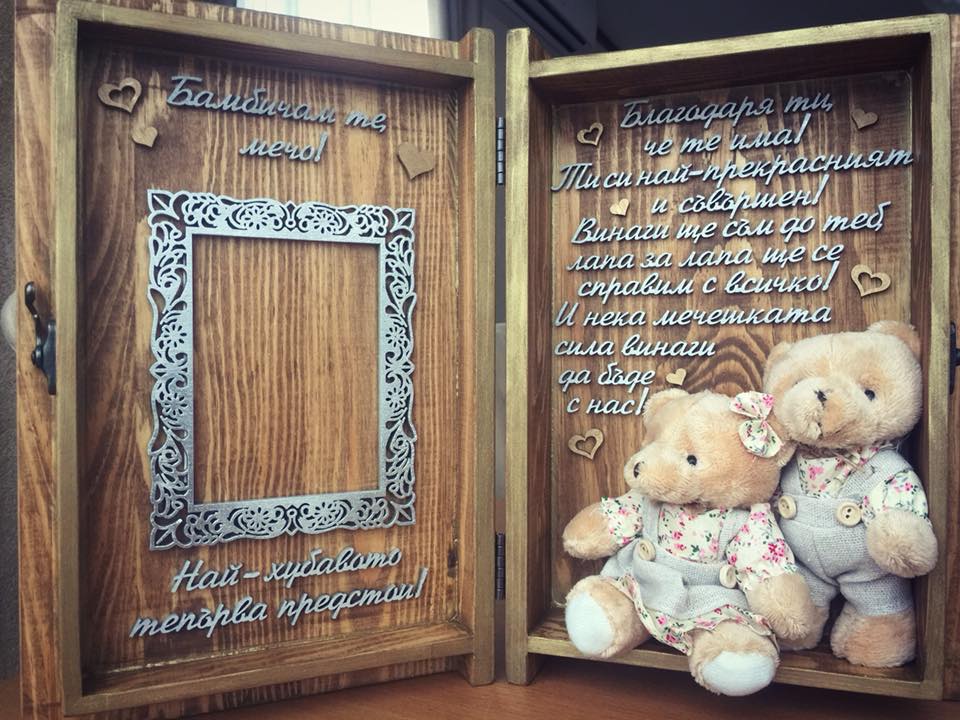 Бамбичам те,
мечо!
Най-хубавото
тепърва предстои!
Благодаря ти,
че те има!
Ти си най-прекрасният
и съвършен!
Винаги ще съм до теб,
лапа за лапа ще се
справим с всичко!
И нека мечешката
сила винаги
да бъде
с нас!